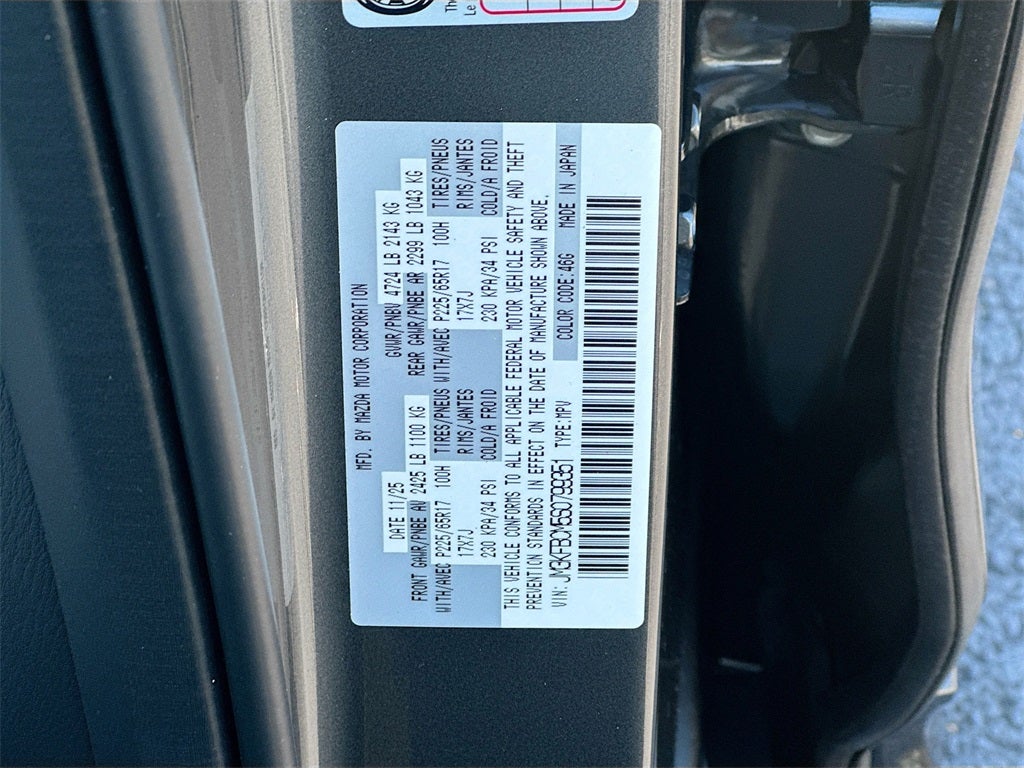 MFD. BY MAZDA MOTOR CORPORATION
DATE 11/25 GVWR/PNBV 4724 LB 2143 KG
FRONT GAWR/PNBE AV 2425 LB 1100 KG REAR GAWR/PNBE AR 2299 LB 1043 KG
WITH/AVEC P225/65R17 100H TIRES/PNEUS WITH/AVEC P225/65R17 100H TIRES/PNEUS
17X7J RIMS/JANTES 17X7J RIMS/JANTES
230 KPA/34 PSI COLD/A FROID 230 KPA/34 PSI COLD/A FROID
THIS VEHICLE CONFORMS TO ALL APPLICABLE FEDERAL MOTOR VEHICLE SAFETY AND THEFT
PREVENTION STANDARDS IN EFFECT ON THE DATE OF MANUFACTURE SHOWN ABOVE.
VIN: JM3KFBCM5S0799351 TYPE:MPV COLOR CODE:46G MADE IN JAPAN